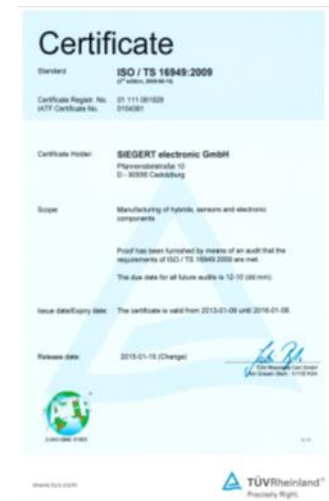 Certificate
Standard ISO / TS 16949:2009
Certificate Registr. No. 01 111 061928
IATF Certificate No.
Certificate Holder: SIEGERT electronic GmbH
D - 90556 Cadolzburg
Scope: Manufacturing of hybrids, sensors and electronic
components
Proof has been furnished by means of an audit that the
requirements of ISO / TS 16949:2009 are met.
The due date for all future audits is 12-10 (dd.mm).
Issue date/Expiry date: The certificate is valid from 2013-01-09 until 2016-01-08.
Release date: 2015-01-15 (Change)
www.tuv.com
TÜVRheinland®
Precisely Right.